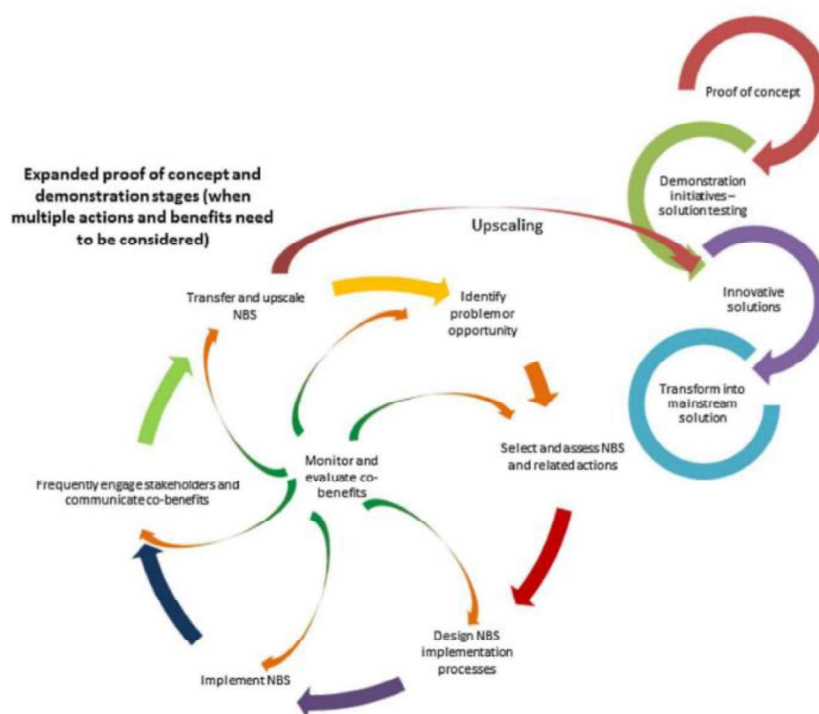 Proof of concept
Expanded proof of concept and
demonstration stages (when
multiple actions and benefits need
to be considered)
Demonstration
initiatives–
solution testing
Upscaling
Transfer and upscale
NBS
Identify
problem or
opportunity
Innovative
solutions
Transform into
mainstream
solution
Monitor and
evaluate co-
benefits
Select and assess NBS
and related actions
Frequently engage stakeholders and
communicate co-benefits
Design NBS
implementation
processes
Implement NBS